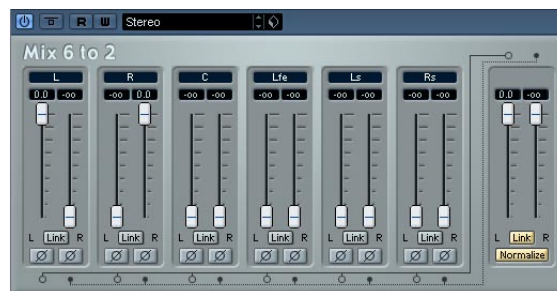 R W Stereo
Mix 6 to 2
L R C Lfe Ls Rs
0.0 -oo -oo 0.0 -oo -oo -oo -oo -oo -oo -oo -oo 0.0 -oo
L Link R L Link R L Link R L Link R L Link R L Link R L Link R
Ø Ø Ø Ø Ø Ø Ø Ø Ø Ø Ø Ø Normalize